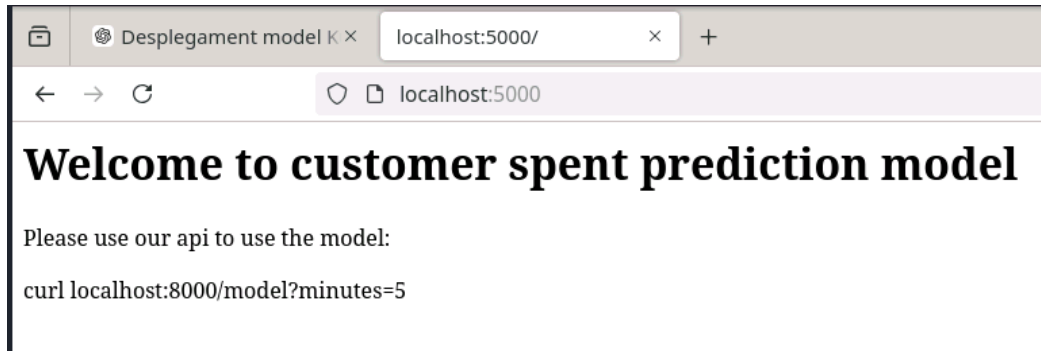 Desplegament model K
localhost:5000/
localhost:5000
Welcome to customer spent prediction model
Please use our api to use the model:
curl localhost:8000/model?minutes=5